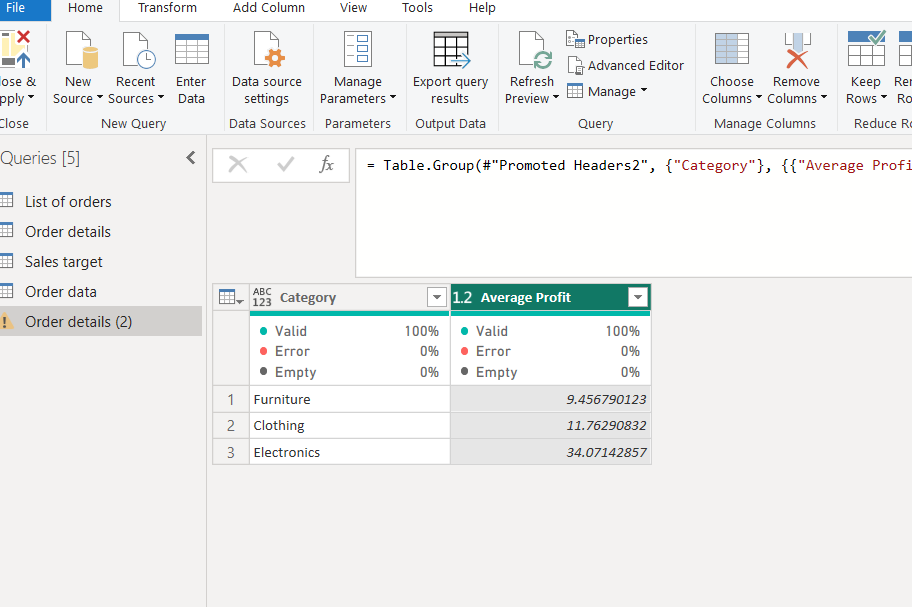 File Home Transform Add Column View Tools Help
lose & New Recent Enter Data source Manage Export query Refresh Properties Choose Remove Keep Rem
pply Source Sources Data settings Parameters results Preview Advanced Editor Columns Columns Rows Ro
Manage
Close New Query Data Sources Parameters Output Data Query Manage Columns Reduce Ro
Queries [5]
fx
= Table.Group(#"Promoted Headers2", {"Category"}, {{"Average Profi
List of orders
Order details
Sales target
Order data
Order details (2)
ABC 123 Category 1.2 Average Profit
Valid 100% Valid 100%
Error 0% Error 0%
Empty 0% Empty 0%
1 Furniture 9.456790123
2 Clothing 11.76290832
3 Electronics 34.07142857